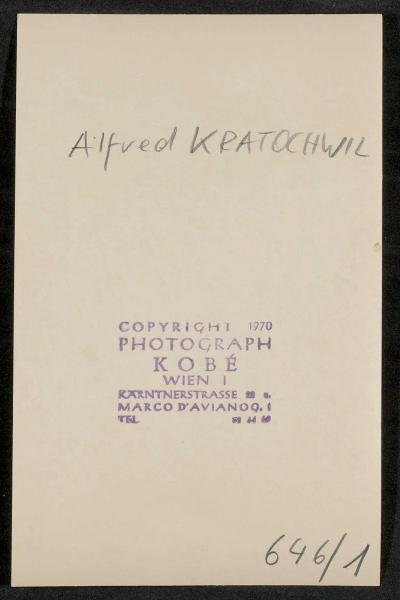 Alfred KRATOCHWIL
COPYRIGHT 1970
PHOTOGRAPH
KOBÉ
WIEN I
KÄRNTNERSTRASSE
MARCO D'AVIANOG. 1
TEL
646/1